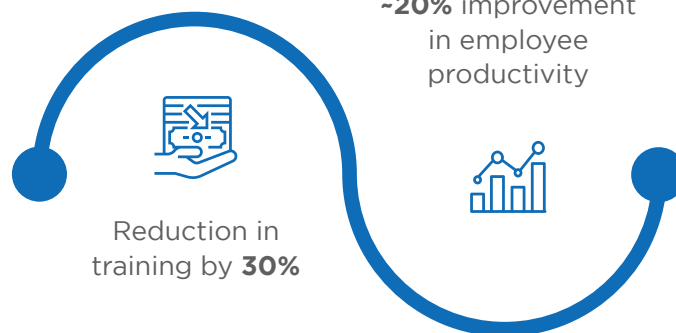 ~20% improvement
in employee
productivity
Reduction in
training by 30%